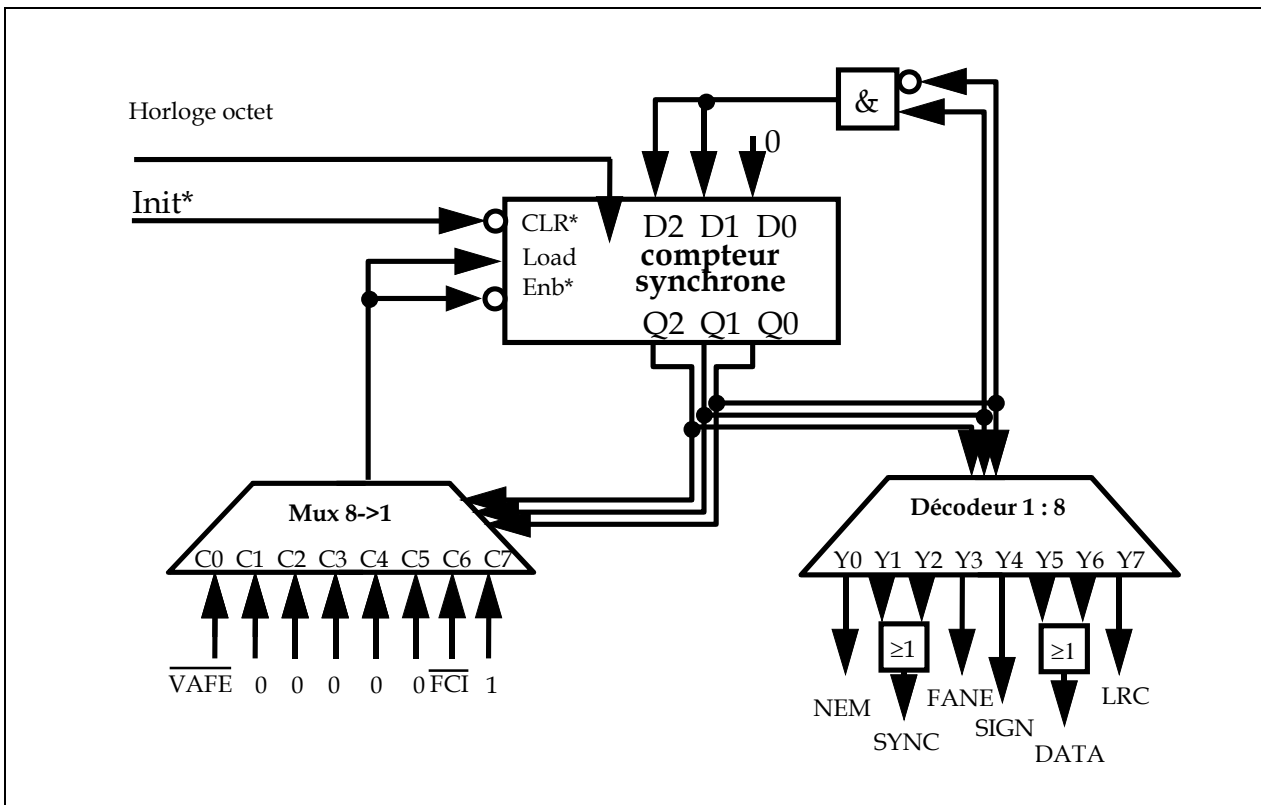 &
Horloge octet
0
Init*
CLR*
D2 D1 D0
Load
compteur
synchrone
Enb*
Q2 Q1 Q0
Mux 8->1
Décodeur 1 : 8
C0 C1 C2 C3 C4 C5 C6 C7
Y0 Y1 Y2 Y3 Y4 Y5 Y6 Y7
≥1 ≥1
VAFE 0 0 0 0 0 FCI 1
NEM FANE LRC
SIGN
SYNC
DATA